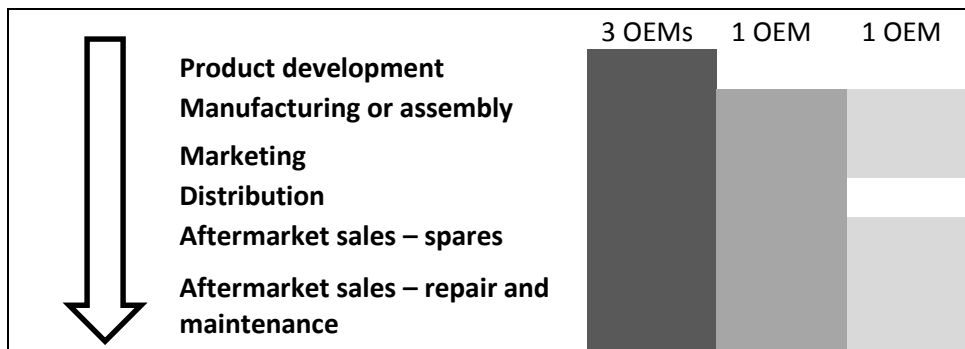 3 OEMs 1 OEM 1 OEM
Product development
Manufacturing or assembly
Marketing
Distribution
Aftermarket sales – spares
Aftermarket sales – repair and
maintenance